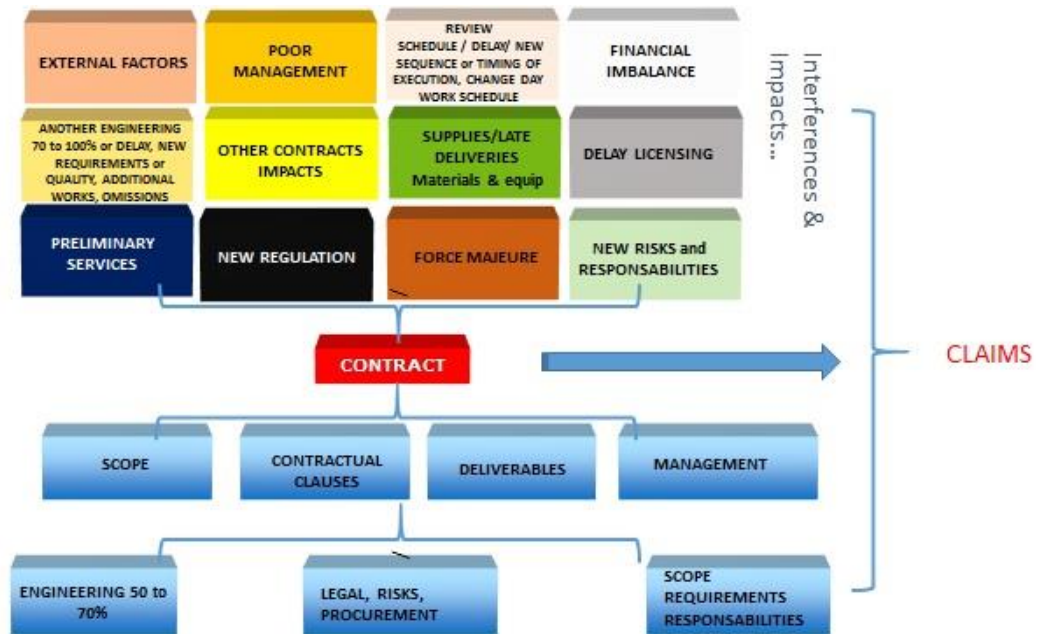 EXTERNAL FACTORS
POOR
MANAGEMENT
REVIEW
SCHEDULE / DELAY/ NEW
SEQUENCE or TIMING OF
EXECUTION, CHANGE DAY
WORK SCHEDULE
FINANCIAL
IMBALANCE
Interferences &
Impacts...
ANOTHER ENGINEERING
70 to 100% or DELAY, NEW
REQUIREMENTS or
QUALITY, ADDITIONAL
WORKS, OMISSIONS
OTHER CONTRACTS
IMPACTS
SUPPLIES/LATE
DELIVERIES
Materials & equip
DELAY LICENSING
PRELIMINARY
SERVICES
NEW REGULATION
FORCE MAJEURE
NEW RISKS and
RESPONSABILITIES
CONTRACT
CLAIMS
SCOPE
CONTRACTUAL
CLAUSES
DELIVERABLES
MANAGEMENT
ENGINEERING 50 to
70%
LEGAL, RISKS,
PROCUREMENT
SCOPE
REQUIREMENTS
RESPONSABILITIES